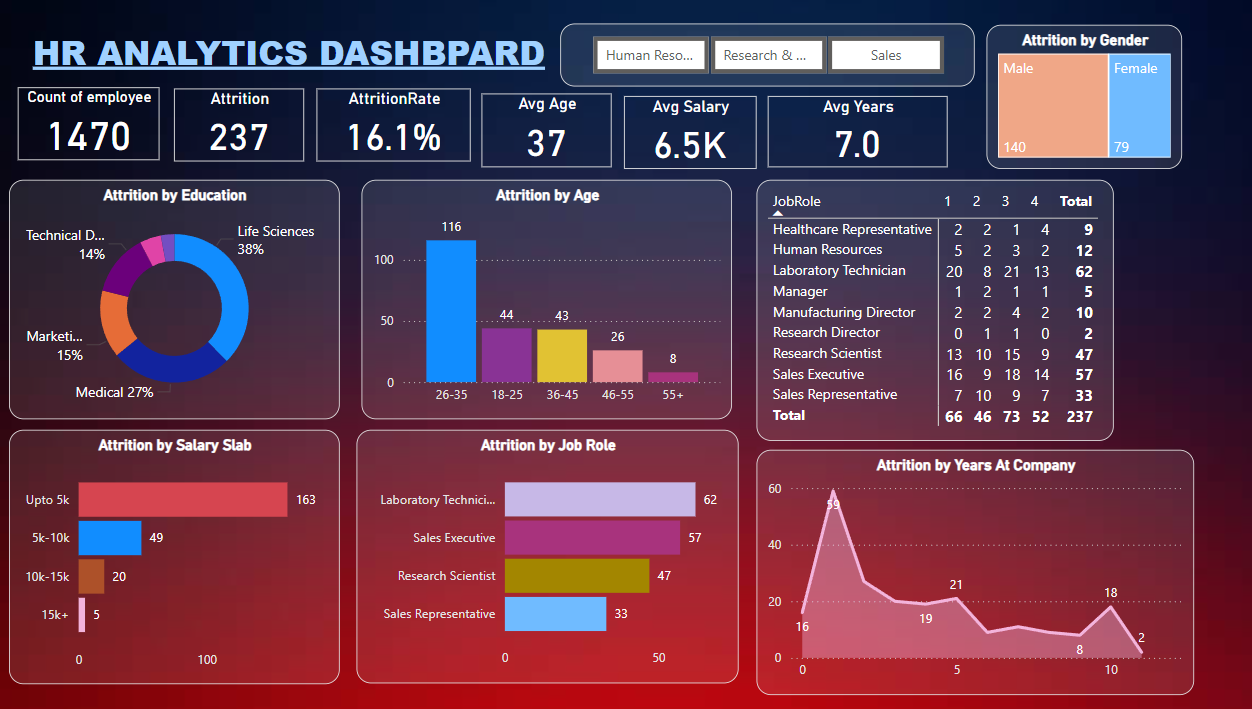 HR ANALYTICS DASHBPARD
Human Reso...
Research & ...
Sales
Count of employee
1470
Attrition
237
AttritionRate
16.1%
Avg Age
37
Avg Salary
6.5K
Avg Years
7.0
Attrition by Gender
Male
Female
140
79
Attrition by Education
Life Sciences
38%
Technical D...
14%
Marketi...
15%
Medical 27%
Attrition by Age
116
100
44
43
50
26
8
0
26-35 18-25 36-45 46-55 55+
JobRole 1 2 3 4 Total
Healthcare Representative 2 2 1 4 9
Human Resources 5 2 3 2 12
Laboratory Technician 20 8 21 13 62
Manager 1 2 1 1 5
Manufacturing Director 2 2 4 2 10
Research Director 0 1 1 0 2
Research Scientist 13 10 15 9 47
Sales Executive 16 9 18 14 57
Sales Representative 7 10 9 7 33
Total 66 46 73 52 237
Attrition by Salary Slab
Upto 5k 163
5k-10k 49
10k-15k 20
15k+ 5
0 100
Attrition by Job Role
Laboratory Technici... 62
Sales Executive 57
Research Scientist 47
Sales Representative 33
0 50
Attrition by Years At Company
60
59
40
21
20
18
16
19
2
8
0
0 5 10